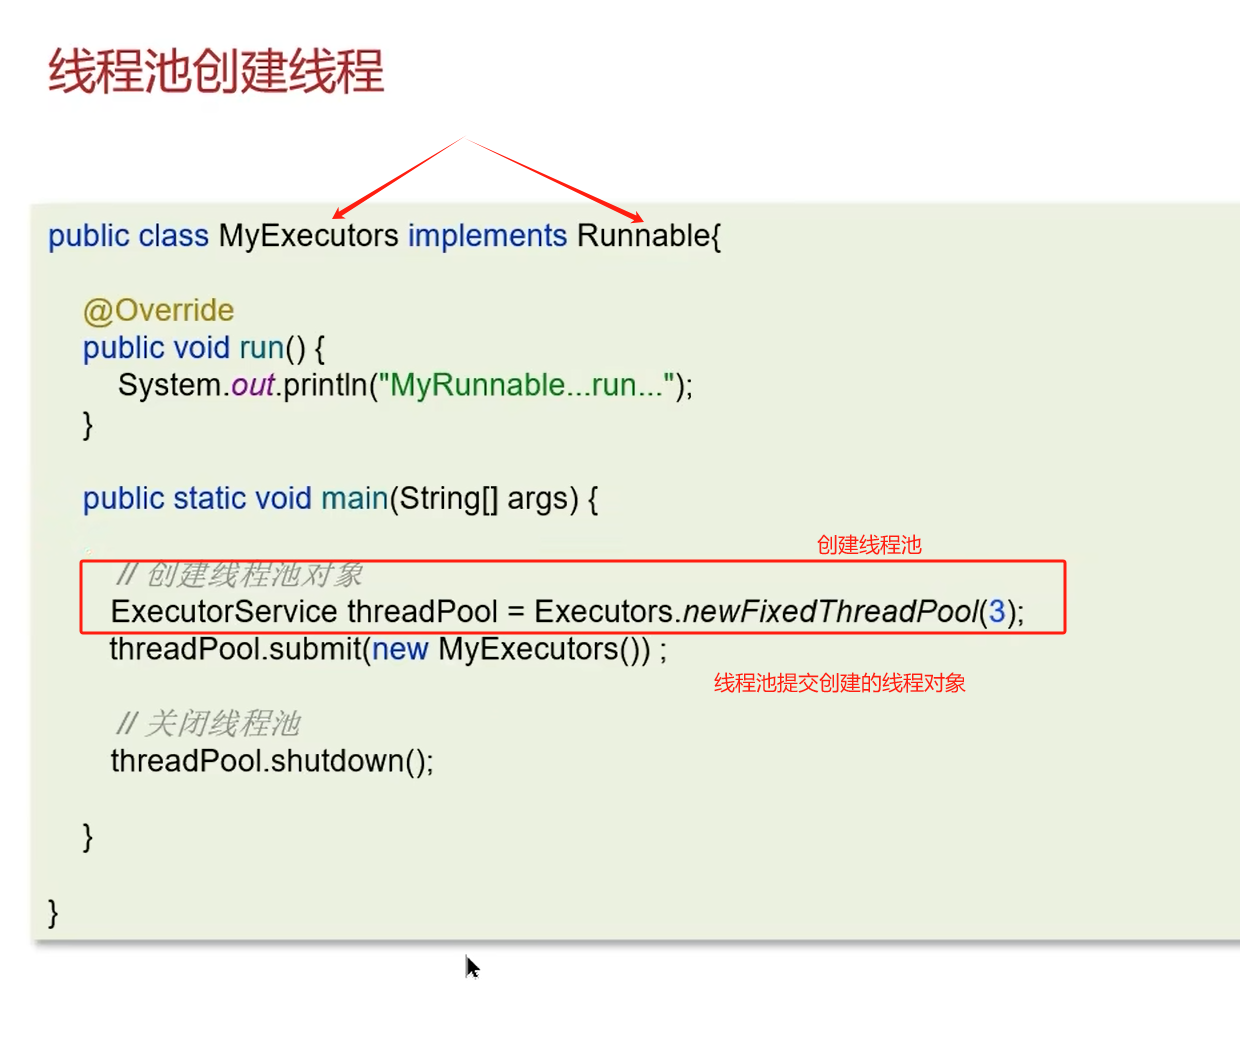 线程池创建线程
public class MyExecutors implements Runnable{
@Override
public void run() {
System.out.println("MyRunnable...run...");
}
public static void main(String[] args) {
创建线程池
// 创建线程池对象
ExecutorService threadPool = Executors.newFixedThreadPool(3);
threadPool.submit(new MyExecutors()) ;
线程池提交创建的线程对象
// 关闭线程池
threadPool.shutdown();
}
}